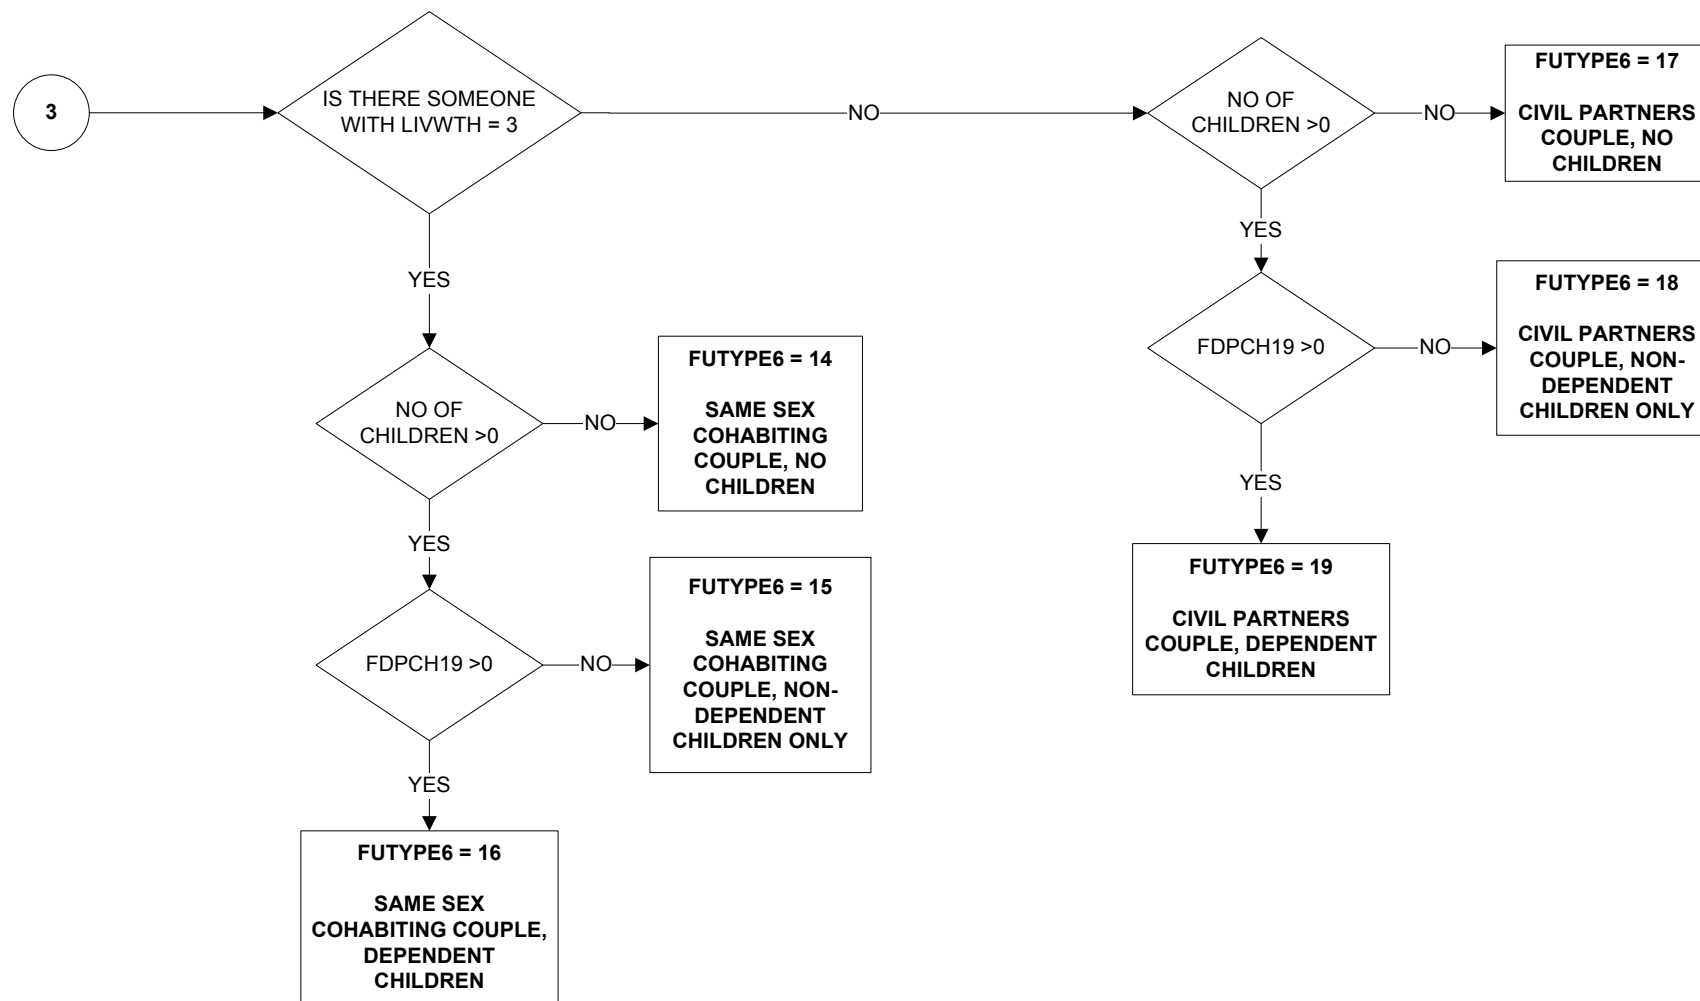 3
IS THERE SOMEONE
WITH LIVWTH = 3
NO
NO OF
CHILDREN >0
NO
FUTYPE6 = 17
CIVIL PARTNERS
COUPLE, NO
CHILDREN
YES
YES
NO OF
CHILDREN >0
NO
FUTYPE6 = 14
SAME SEX
COHABITING
COUPLE, NO
CHILDREN
FDPCH19 >0
NO
FUTYPE6 = 18
CIVIL PARTNERS
COUPLE, NON-
DEPENDENT
CHILDREN ONLY
YES
YES
FDPCH19 >0
NO
FUTYPE6 = 15
SAME SEX
COHABITING
COUPLE, NON-
DEPENDENT
CHILDREN ONLY
FUTYPE6 = 19
CIVIL PARTNERS
COUPLE, DEPENDENT
CHILDREN
YES
FUTYPE6 = 16
SAME SEX
COHABITING COUPLE,
DEPENDENT
CHILDREN